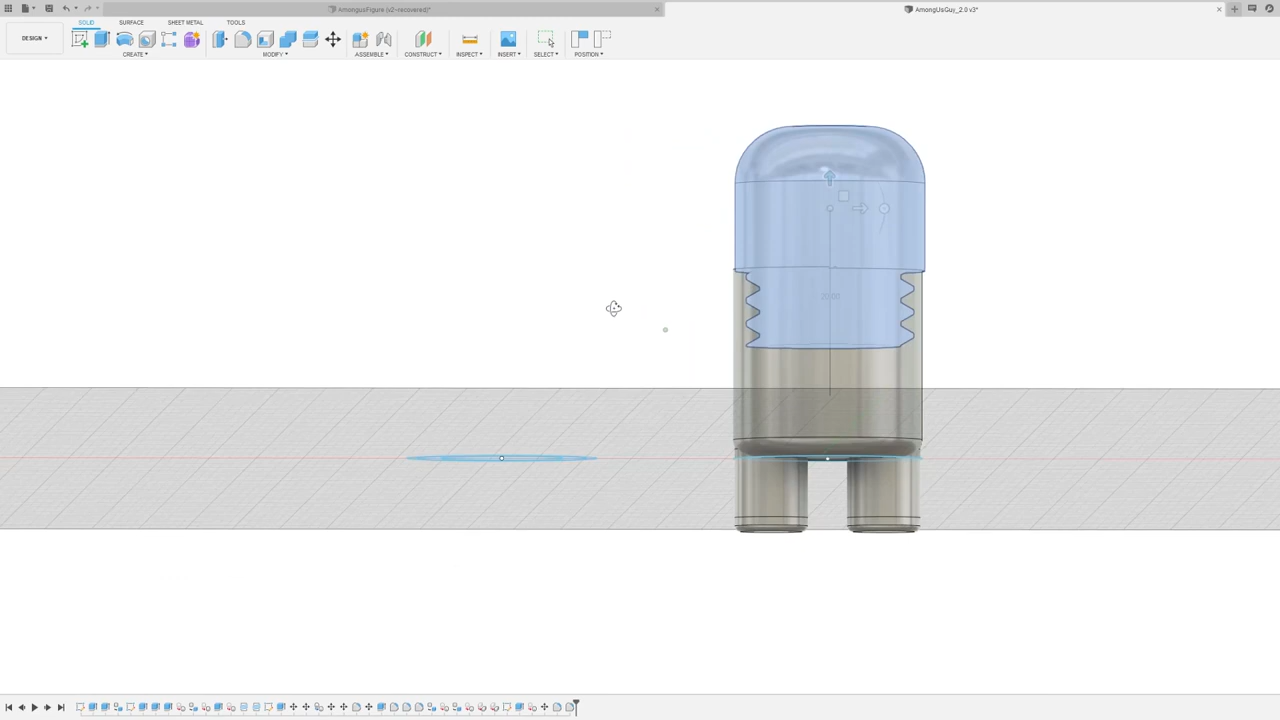 AmongusFigure (v2~recovered)*
AmongUsGuy_2.0 v3*
DESIGN
SOLID SURFACE SHEET METAL TOOLS
CREATE MODIFY ASSEMBLE CONSTRUCT INSPECT INSERT SELECT POSITION